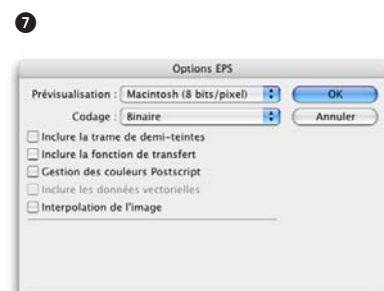 7
Options EPS
Prévisualisation : Macintosh (8 bits/pixel) OK
Codage : Binaire Annuler
Inclure la trame de demi-teintes
Inclure la fonction de transfert
Gestion des couleurs Postscript
Inclure les données vectorielles
Interpolation de l'image